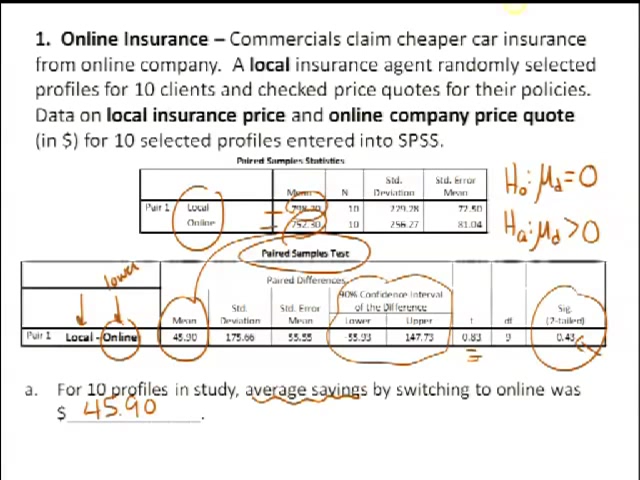 1. Online Insurance – Commercials claim cheaper car insurance
from online company. A local insurance agent randomly selected
profiles for 10 clients and checked price quotes for their policies.
Data on local insurance price and online company price quote
(in $) for 10 selected profiles entered into SPSS.
Paired Samples Statistics
Mean N Std. Deviation Std. Error Mean
Pair 1 Local 10 229.28 72.50
Online 752.30 10 256.27 81.04
H₀: μd = 0
Ha: μd > 0
Paired Samples Test
lower
Paired Differences
90% Confidence Interval of the Difference
Mean Std. Deviation Std. Error Mean Lower Upper t df Sig. (2-tailed)
Pair 1 Local - Online 45.90 175.66 55.55 55.93 147.73 0.83 9 0.43
a. For 10 profiles in study, average savings by switching to online was
$ 45.90.